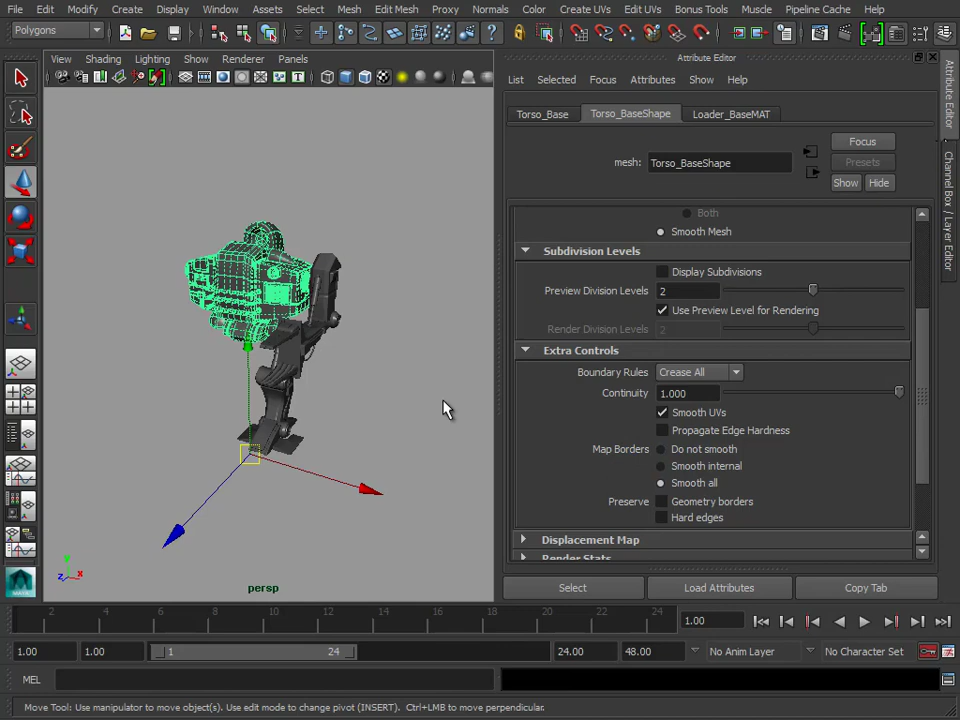 File Edit Modify Create Display Window Assets Select Mesh Edit Mesh Proxy Normals Color Create UVs Edit UVs Bonus Tools Muscle Pipeline Cache Help
Polygons
View Shading Lighting Show Renderer Panels
Attribute Editor
List Selected Focus Attributes Show Help
Torso_Base Torso_BaseShape Loader_BaseMAT
Focus
mesh: Torso_BaseShape
Presets
Show Hide
Both
Smooth Mesh
Subdivision Levels
Display Subdivisions
Preview Division Levels 2
Use Preview Level for Rendering
Render Division Levels 2
Extra Controls
Boundary Rules Crease All
Continuity 1.000
Smooth UVs
Propagate Edge Hardness
Map Borders Do not smooth
Smooth internal
Smooth all
Preserve Geometry borders
Hard edges
Displacement Map
Render Stats
Select Load Attributes Copy Tab
Attribute Editor
Channel Box / Layer Editor
y
z x
persp
2 4 6 8 10 12 14 16 18 20 22 24
1.00
1.00 1.00 1 24 24.00 48.00 No Anim Layer No Character Set
MEL
Move Tool: Use manipulator to move object(s). Use edit mode to change pivot (INSERT). Ctrl+LMB to move perpendicular.